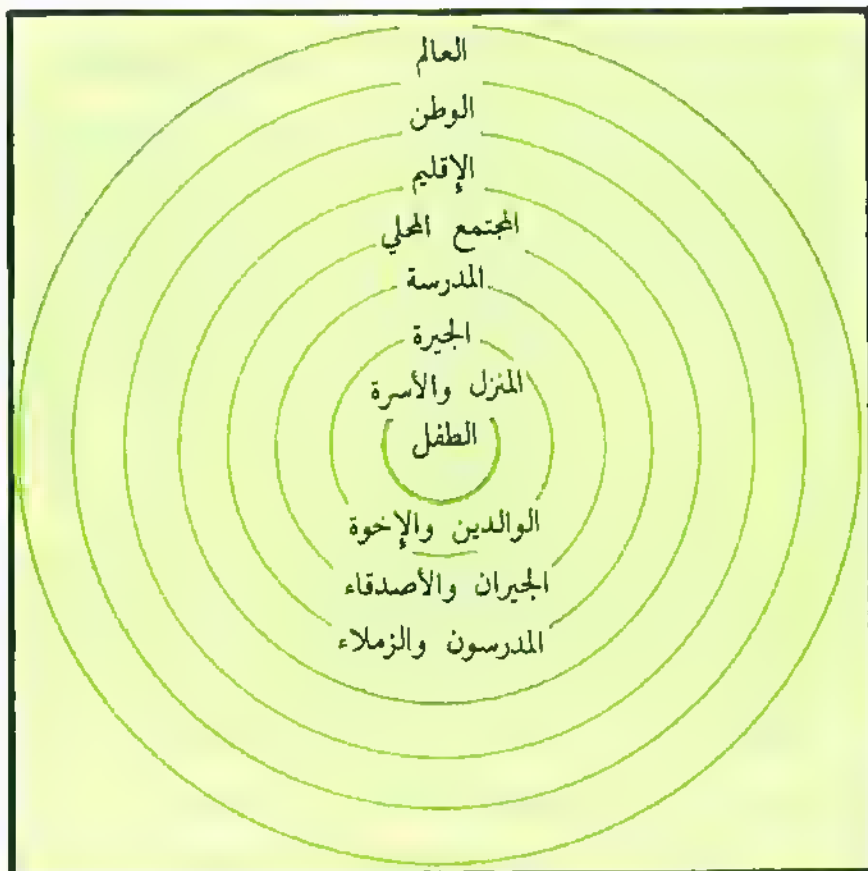 العالم
الوطن
الإقليم
المجتمع المحلي
المدرسة
الجيرة
المنزل والأسرة
الطفل
الوالدين والإخوة
الجيران والأصدقاء
المدرسون والزملاء